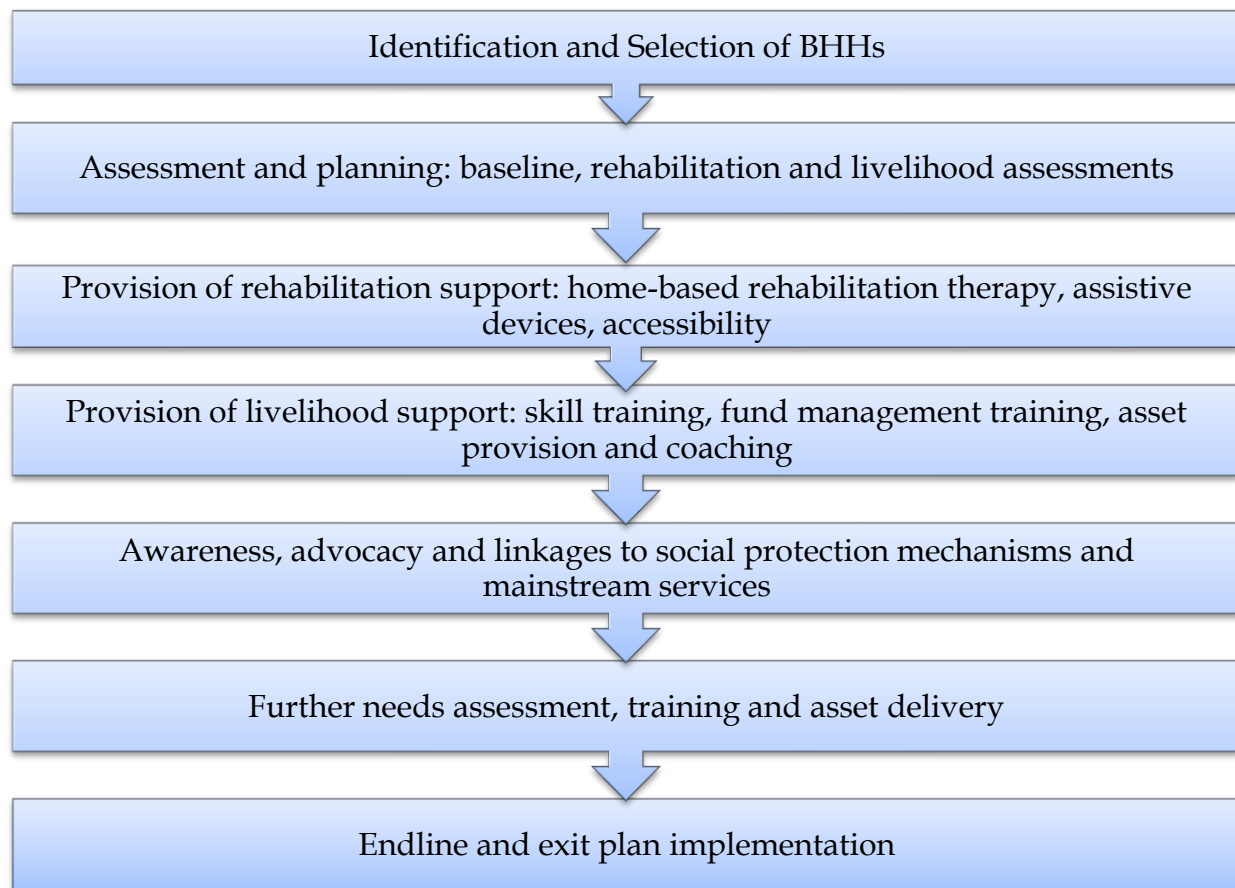 Identification and Selection of BHHs
Assessment and planning: baseline, rehabilitation and livelihood assessments
Provision of rehabilitation support: home-based rehabilitation therapy, assistive
devices, accessibility
Provision of livelihood support: skill training, fund management training, asset
provision and coaching
Awareness, advocacy and linkages to social protection mechanisms and
mainstream services
Further needs assessment, training and asset delivery
Endline and exit plan implementation